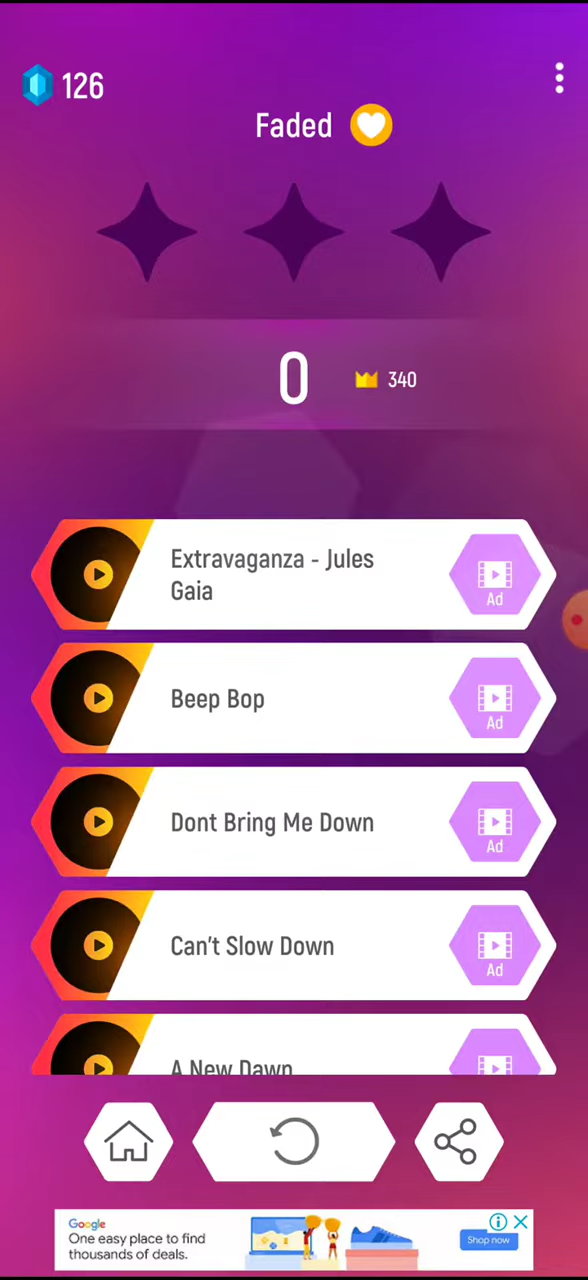 126
Faded
0
340
Extravaganza - Jules
Gaia
Ad
Beep Bop
Ad
Dont Bring Me Down
Ad
Can't Slow Down
Ad
A New Dawn
Google
One easy place to find
thousands of deals.
Shop now